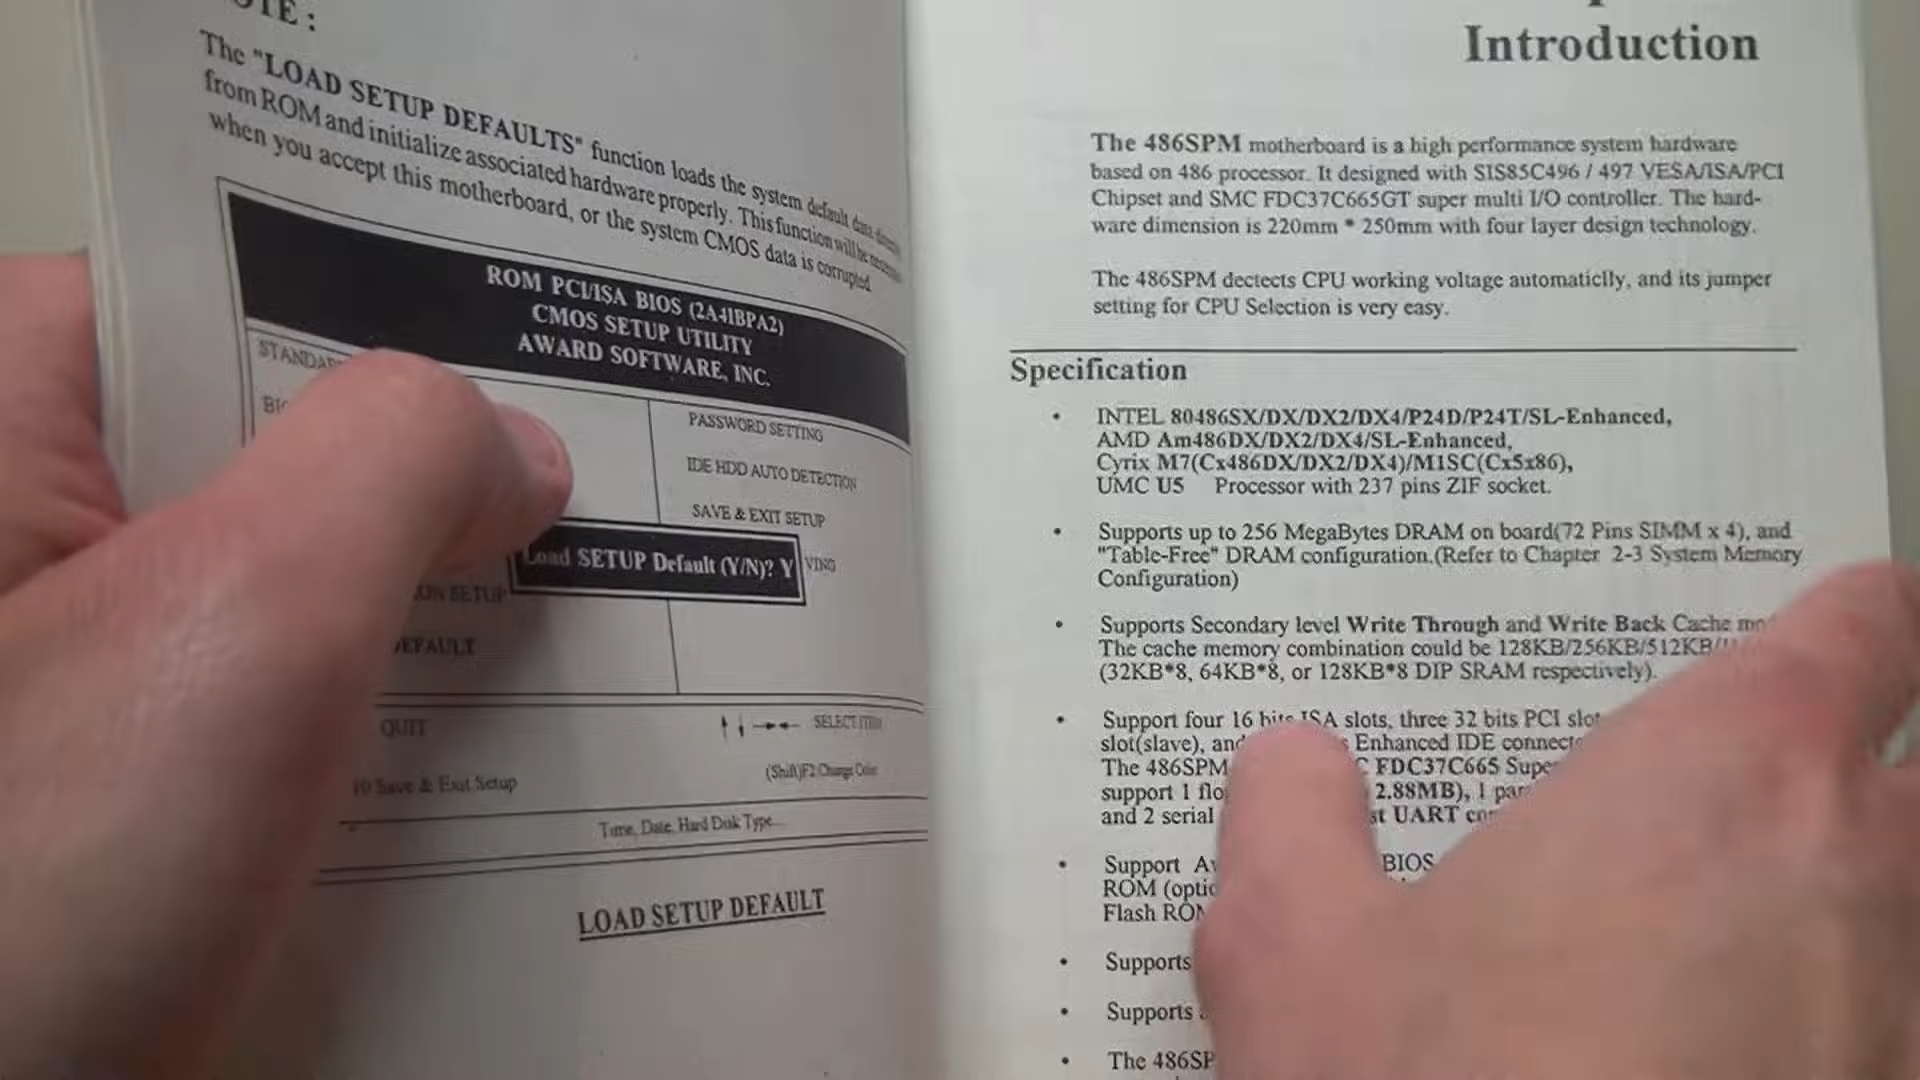 The "LOAD SETUP DEFAULTS" function loads the system default data
from ROM and initialize associated hardware properly. This function will be
when you accept this motherboard, or the system CMOS data is corrupted.
ROM PCI/ISA BIOS (2A4IBPA2)
CMOS SETUP UTILITY
AWARD SOFTWARE, INC.
PASSWORD SETTING
IDE HDD AUTO DETECTION
SAVE & EXIT SETUP
Load SETUP Default (Y/N)? Y
SETUP
QUIT
↑ ↓ → ← SELECT ITEM
Save & Exit Setup
(Shift)F2 Change Color
Time, Date, Hard Disk Type...
LOAD SETUP DEFAULT
Introduction
The 486SPM motherboard is a high performance system hardware
based on 486 processor. It designed with SIS85C496 / 497 VESA/ISA/PCI
Chipset and SMC FDC37C665GT super multi I/O controller. The hard-
ware dimension is 220mm * 250mm with four layer design technology.
The 486SPM dectects CPU working voltage automaticlly, and its jumper
setting for CPU Selection is very easy.
Specification
• INTEL 80486SX/DX/DX2/DX4/P24D/P24T/SL-Enhanced,
AMD Am486DX/DX2/DX4/SL-Enhanced,
Cyrix M7(Cx486DX/DX2/DX4)/M1SC(Cx5x86),
UMC U5 Processor with 237 pins ZIF socket.
• Supports up to 256 MegaBytes DRAM on board(72 Pins SIMM x 4), and
"Table-Free" DRAM configuration.(Refer to Chapter 2-3 System Memory
Configuration)
• Supports Secondary level Write Through and Write Back Cache
The cache memory combination could be 128KB/256KB/512KB/
(32KB*8, 64KB*8, or 128KB*8 DIP SRAM respectively).
• Support four 16 bits ISA slots, three 32 bits PCI
slot(slave), Enhanced IDE
The 486SPM FDC37C665
support 1 2.88MB), 1
and 2 serial UART
• Support BIOS
ROM
Flash
• Supports
• Supports
• The